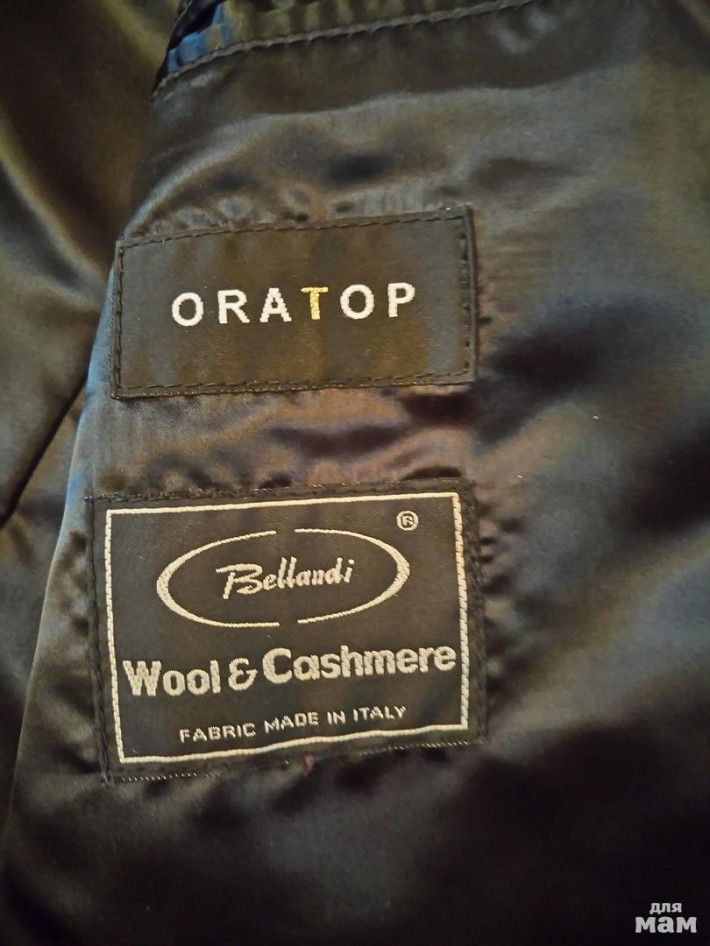 ORATOP
Bellandi
®
Wool & Cashmere
FABRIC MADE IN ITALY
для
мам